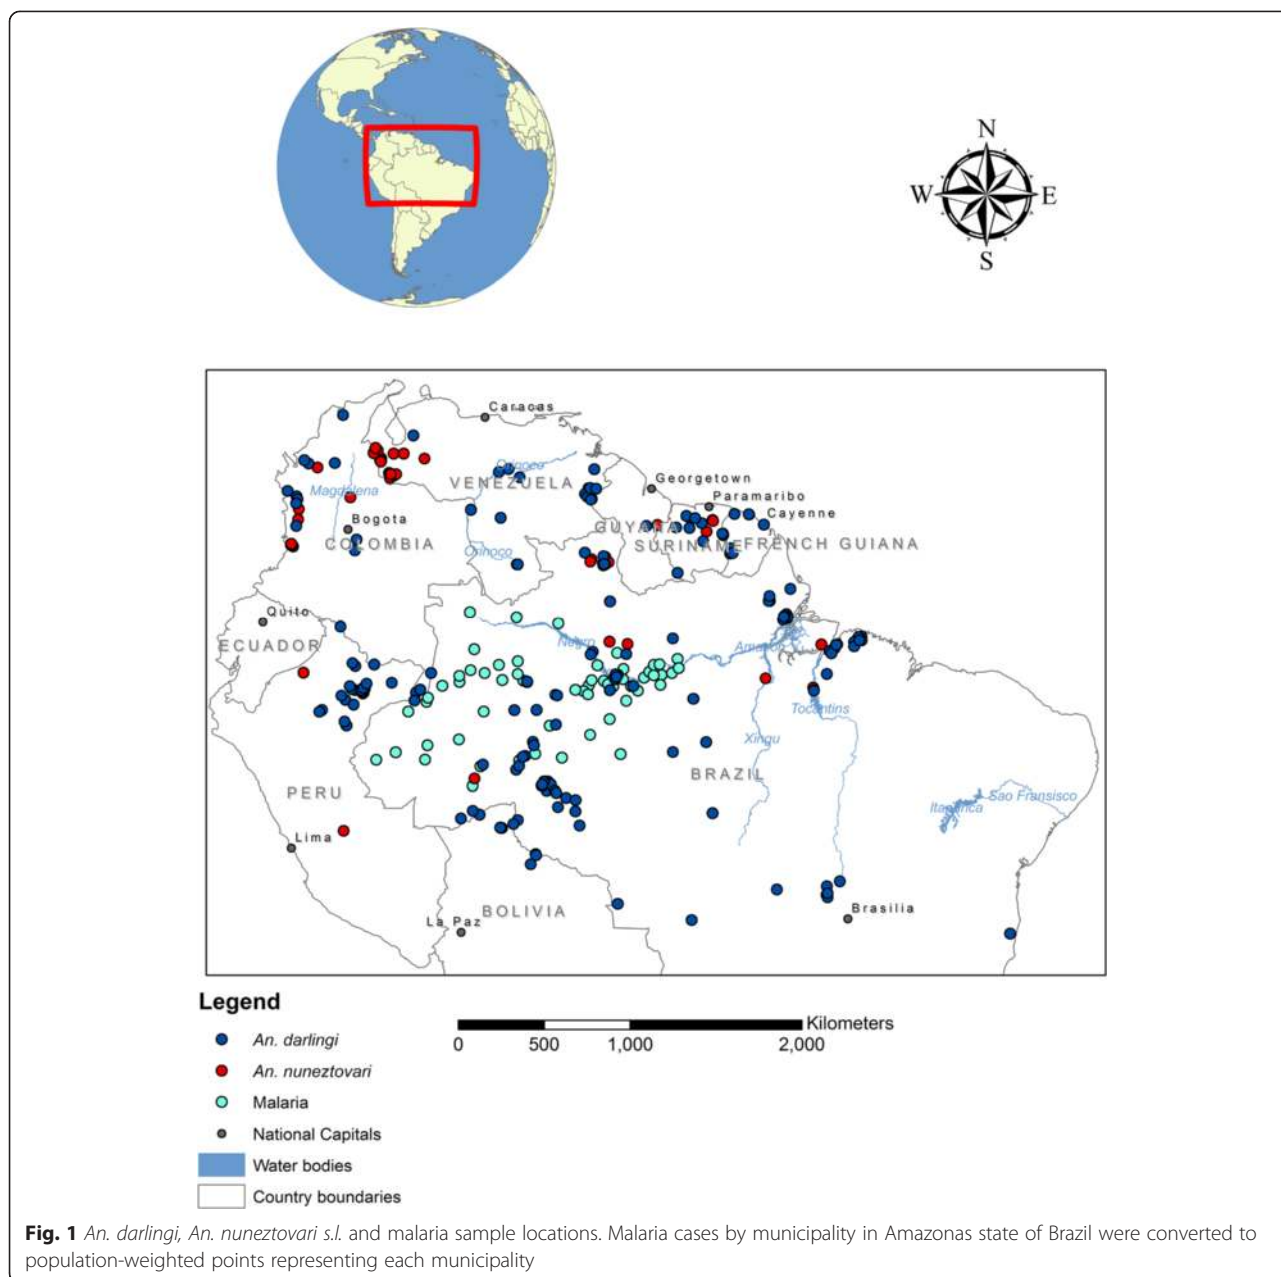 N
W E
S
Caracas
Orinoco
VENEZUELA
Georgetown
Magdalena
Paramaribo
Cayenne
Bogota
GUYANA
COLOMBIA
SURINAME
FRENCH GUIANA
Orinoco
Quito
ECUADOR
Negro
Amazon
Tocantins
Xingu
BRAZIL
PERU
Sao Fransisco
Itaparica
Lima
Brasilia
BOLIVIA
La Paz
Legend
An. darlingi
An. nuneztovari
Malaria
National Capitals
Water bodies
Country boundaries
Kilometers
0 500 1,000 2,000
Fig. 1 An. darlingi, An. nuneztovari s.l. and malaria sample locations. Malaria cases by municipality in Amazonas state of Brazil were converted to
population-weighted points representing each municipality